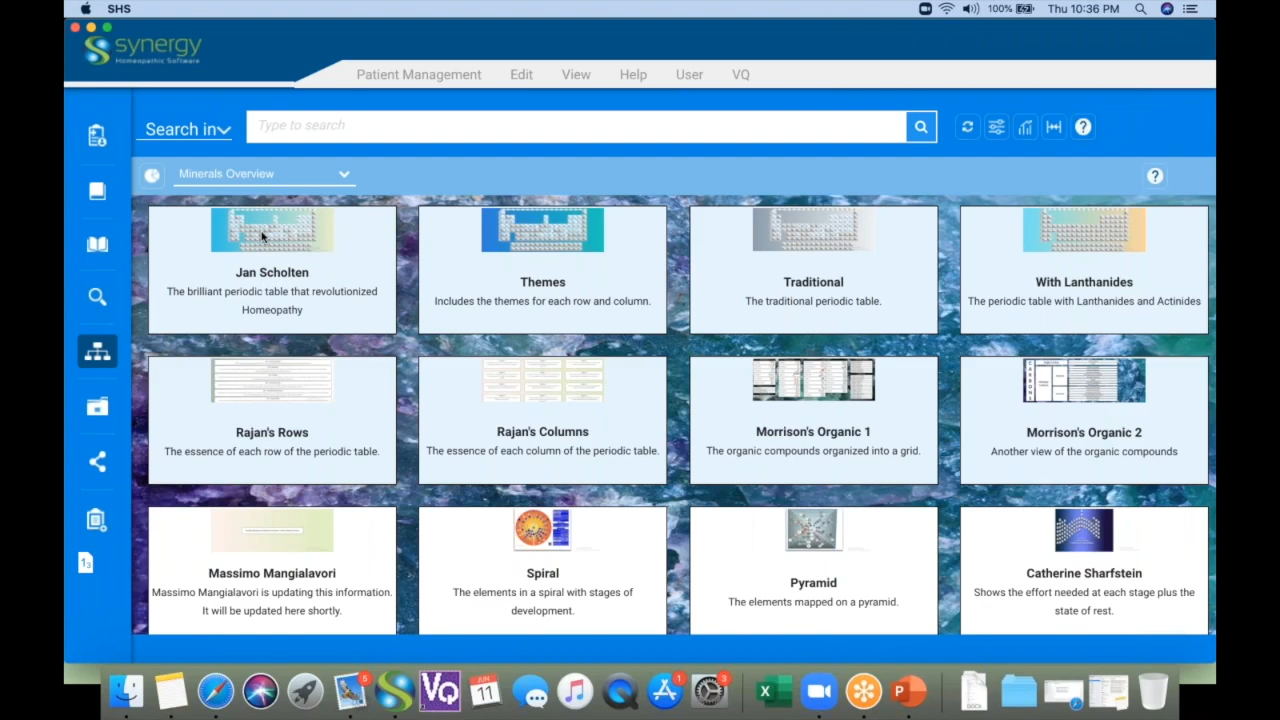 SHS
100%
Thu 10:36 PM
synergy
Homeopathic Software
Patient Management
Edit
View
Help
User
VQ
Search in
Type to search
Minerals Overview
Jan Scholten
The brilliant periodic table that revolutionized
Homeopathy
Themes
Includes the themes for each row and column.
Traditional
The traditional periodic table.
With Lanthanides
The periodic table with Lanthanides and Actinides
Rajan's Rows
The essence of each row of the periodic table.
Rajan's Columns
The essence of each column of the periodic table.
Morrison's Organic 1
The organic compounds organized into a grid.
Morrison's Organic 2
Another view of the organic compounds
Massimo Mangialavori
Massimo Mangialavori is updating this information.
It will be updated here shortly.
Spiral
The elements in a spiral with stages of
development.
Pyramid
The elements mapped on a pyramid.
Catherine Sharfstein
Shows the effort needed at each stage plus the
state of rest.
5
VQ
JUN
11
1
3
X
P
DOCX